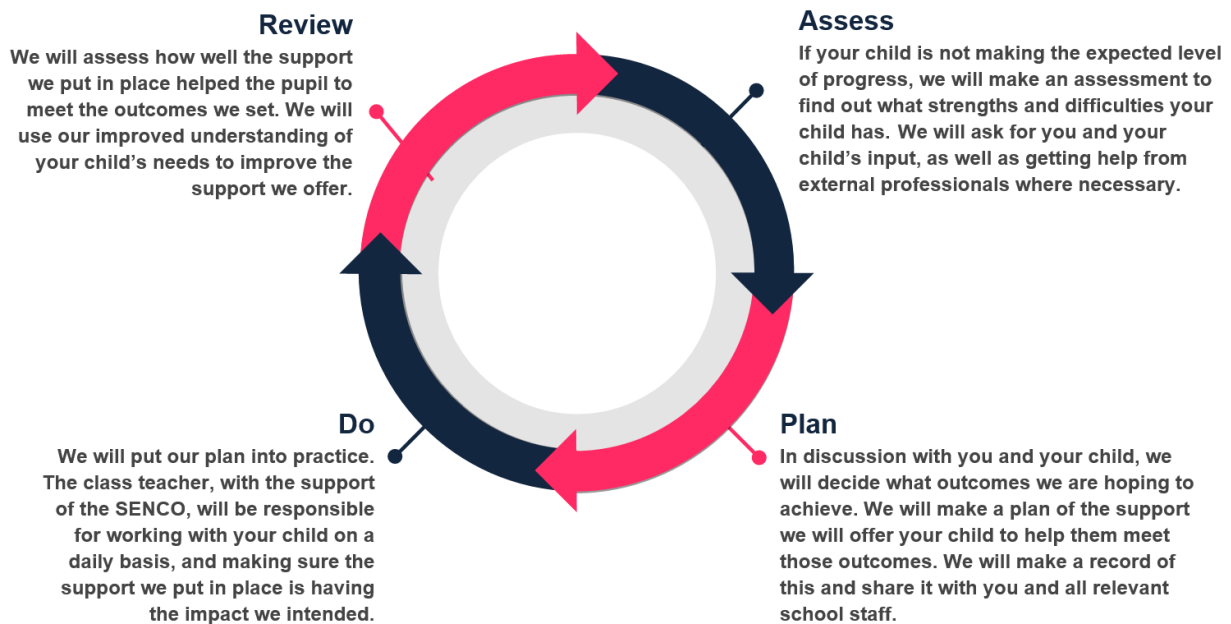 Review
We will assess how well the support
we put in place helped the pupil to
meet the outcomes we set. We will
use our improved understanding of
your child’s needs to improve the
support we offer.
Assess
If your child is not making the expected level
of progress, we will make an assessment to
find out what strengths and difficulties your
child has. We will ask for you and your
child’s input, as well as getting help from
external professionals where necessary.
Do
We will put our plan into practice.
The class teacher, with the support
of the SENCO, will be responsible
for working with your child on a
daily basis, and making sure the
support we put in place is having
the impact we intended.
Plan
In discussion with you and your child, we
will decide what outcomes we are hoping to
achieve. We will make a plan of the support
we will offer your child to help them meet
those outcomes. We will make a record of
this and share it with you and all relevant
school staff.